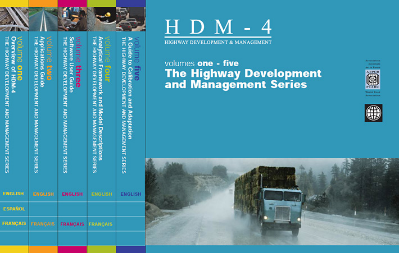 volume one
Overview of HDM-4
THE HIGHWAY DEVELOPMENT AND MANAGEMENT SERIES
volume two
Applications Guide
THE HIGHWAY DEVELOPMENT AND MANAGEMENT SERIES
volume three
Software User Guide
THE HIGHWAY DEVELOPMENT AND MANAGEMENT SERIES
volume four
Analytical Framework and Model Descriptions
THE HIGHWAY DEVELOPMENT AND MANAGEMENT SERIES
volume five
A Guide to Calibration and Adaptation
THE HIGHWAY DEVELOPMENT AND MANAGEMENT SERIES
ENGLISH
ENGLISH
ENGLISH
ENGLISH
ENGLISH
ESPAÑOL
FRANÇAIS
FRANÇAIS
FRANÇAIS
FRANÇAIS
HDM-4
HIGHWAY DEVELOPMENT & MANAGEMENT
volumes one - five
The Highway Development
and Management Series